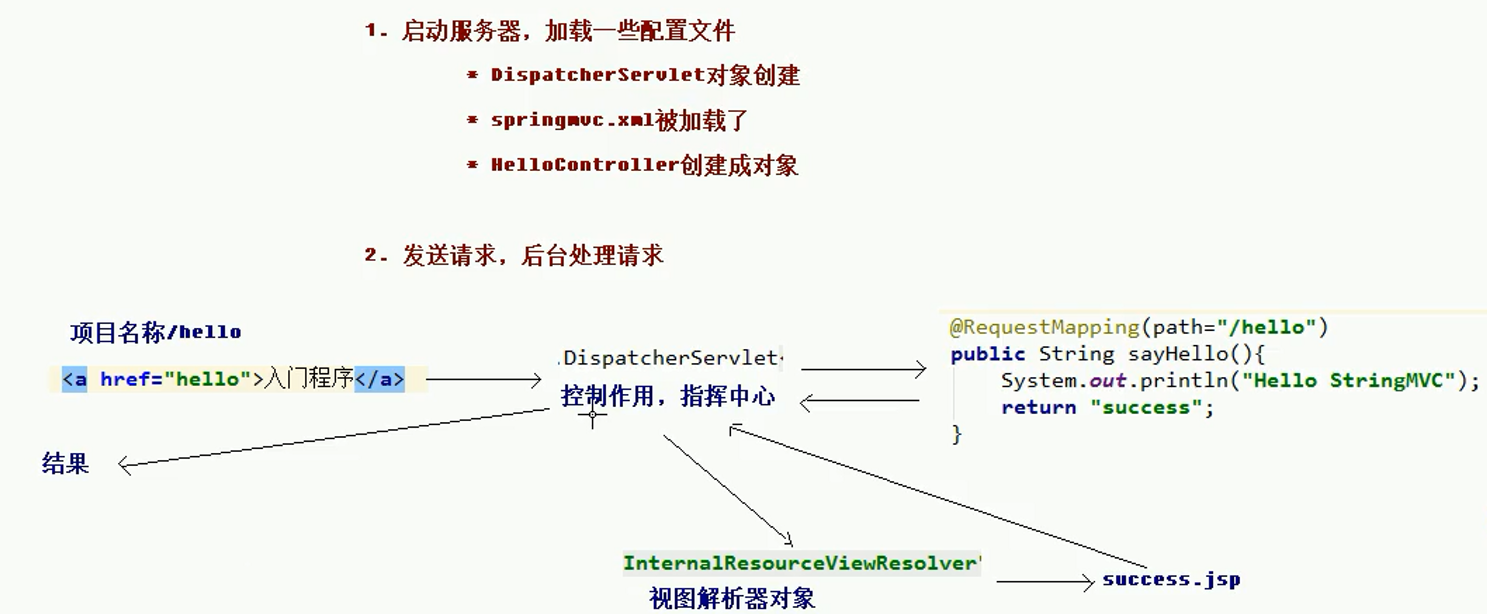 1. 启动服务器，加载一些配置文件
* DispatcherServlet对象创建
* springmvc.xml被加载了
* HelloController创建成对象
2. 发送请求，后台处理请求
项目名称/hello
<a href="hello">入门程序</a>
.DispatcherServlet
控制作用，指挥中心
@RequestMapping(path="/hello")
public String sayHello(){
System.out.println("Hello StringMVC");
return "success";
}
结果
InternalResourceViewResolver"
视图解析器对象
success.jsp